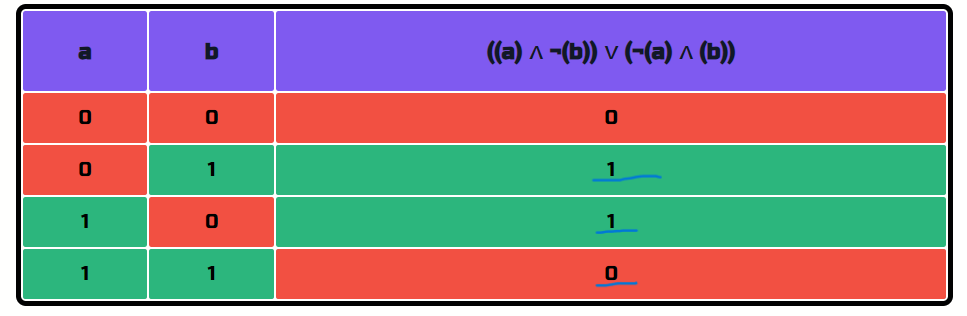 a b ((a) ∧ ¬(b)) ∨ (¬(a) ∧ (b))
0 0 0
0 1 1
1 0 1
1 1 0